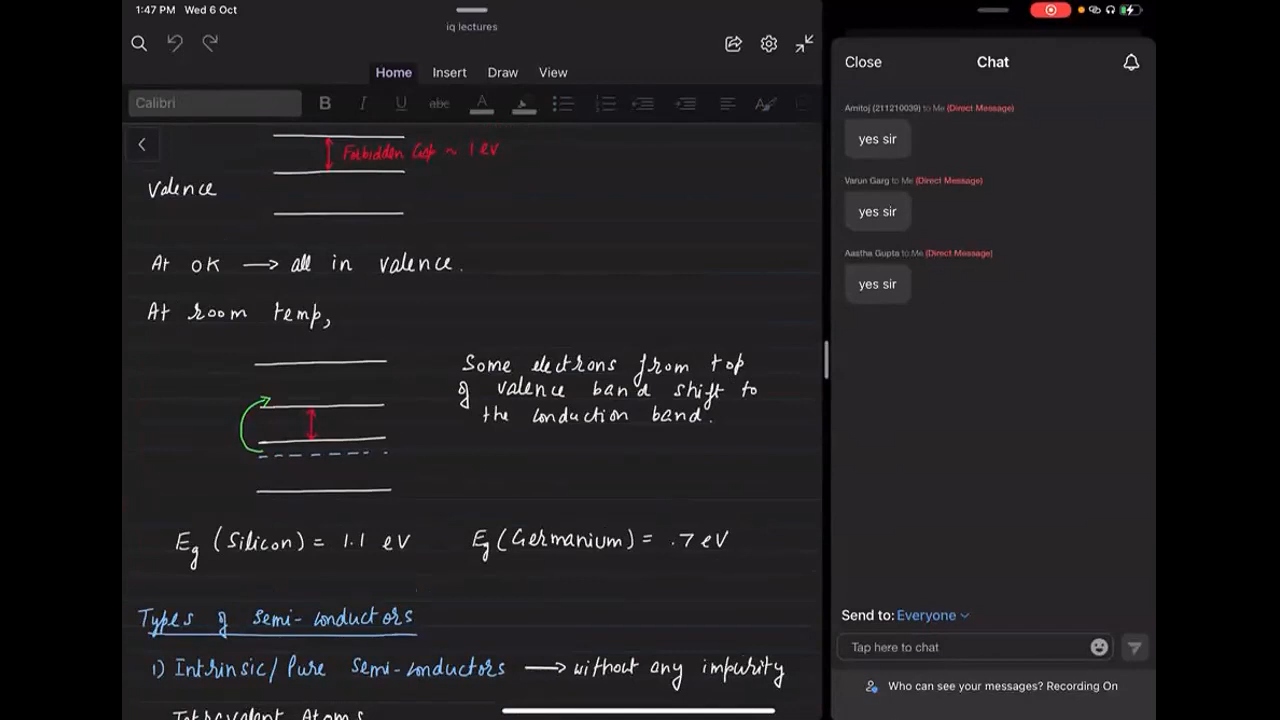 1:47 PM Wed 6 Oct
iq lectures
Home Insert Draw View
Calibri
B I U abc A
Forbidden Gap ~ 1 eV
Valence
At 0K → all in valence.
At room temp,
Some electrons from top
of valence band shift to
the conduction band.
Eg (Silicon) = 1.1 eV
Eg (Germanium) = .7 eV
Types of Semi-conductors
1) Intrinsic/Pure Semi-conductors → without any impurity
Tetravalent Atoms
Close
Chat
Amitoj (211210039) to Me (Direct Message)
yes sir
Varun Garg to Me (Direct Message)
yes sir
Aastha Gupta to Me (Direct Message)
yes sir
Send to: Everyone
Tap here to chat
Who can see your messages? Recording On